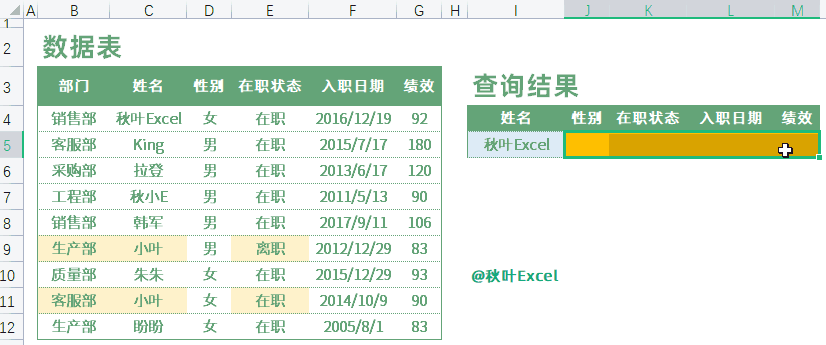 A B C D E F G H I J K L M
1
2 数据表
3 部门 姓名 性别 在职状态 入职日期 绩效 查询结果
4 销售部 秋叶Excel 女 在职 2016/12/19 92 姓名 性别 在职状态 入职日期 绩效
5 客服部 King 男 在职 2015/7/17 180 秋叶Excel
6 采购部 拉登 男 在职 2013/6/17 120
7 工程部 秋小E 男 在职 2011/5/13 90
8 销售部 韩军 男 在职 2017/9/11 106
9 生产部 小叶 男 离职 2012/12/29 83
10 质量部 朱朱 女 在职 2015/12/29 93 @秋叶Excel
11 客服部 小叶 女 在职 2014/10/9 90
12 生产部 盼盼 女 在职 2005/8/1 83